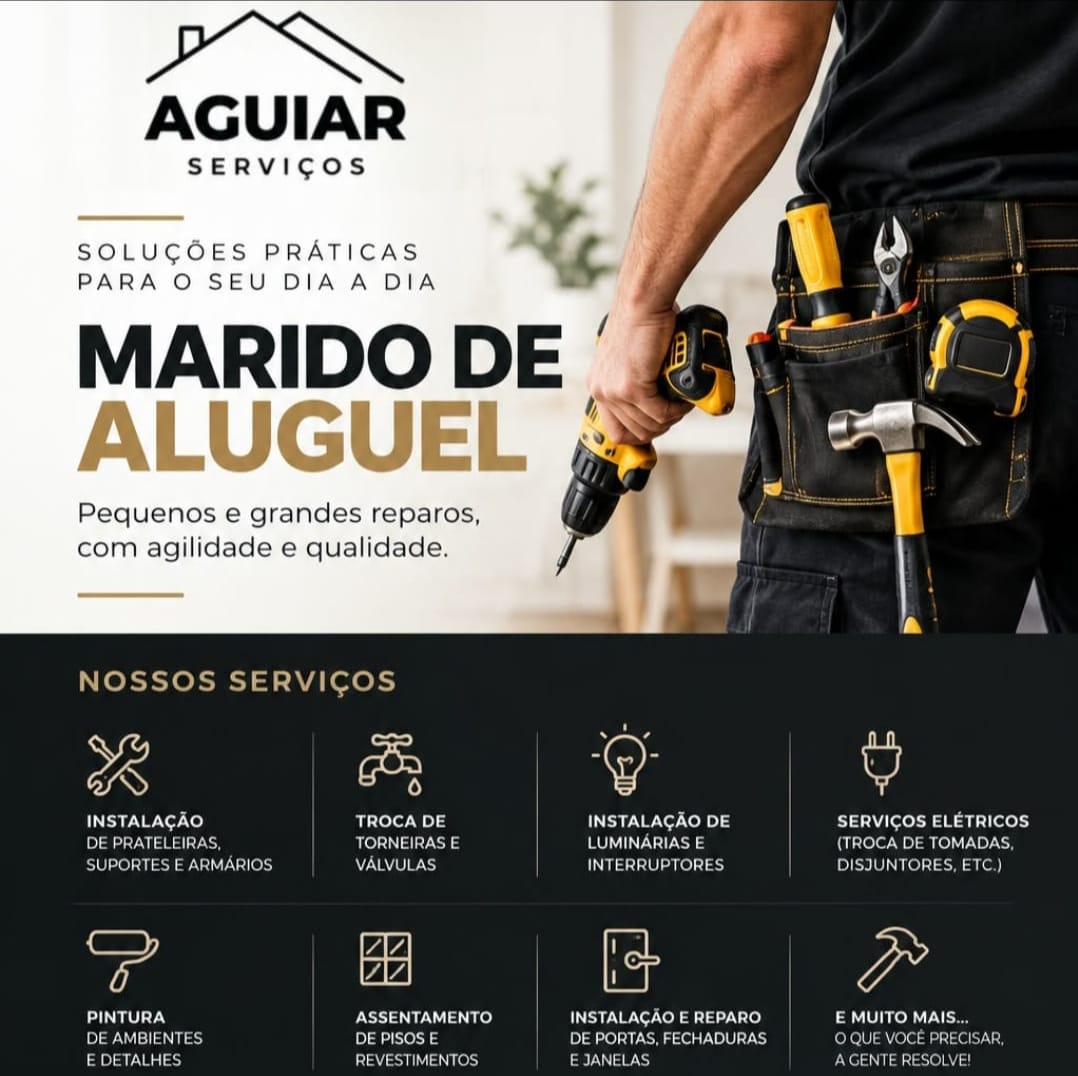 AGUIAR
SERVIÇOS
SOLUÇÕES PRÁTICAS
PARA O SEU DIA A DIA
MARIDO DE
ALUGUEL
Pequenos e grandes reparos,
com agilidade e qualidade.
NOSSOS SERVIÇOS
INSTALAÇÃO
DE PRATELEIRAS,
SUPORTES E ARMÁRIOS
TROCA DE
TORNEIRAS E
VÁLVULAS
INSTALAÇÃO DE
LUMINÁRIAS E
INTERRUPTORES
SERVIÇOS ELÉTRICOS
(TROCA DE TOMADAS,
DISJUNTORES, ETC.)
PINTURA
DE AMBIENTES
E DETALHES
ASSENTAMENTO
DE PISOS E
REVESTIMENTOS
INSTALAÇÃO E REPARO
DE PORTAS, FECHADURAS
E JANELAS
E MUITO MAIS...
O QUE VOCÊ PRECISAR,
A GENTE RESOLVE!